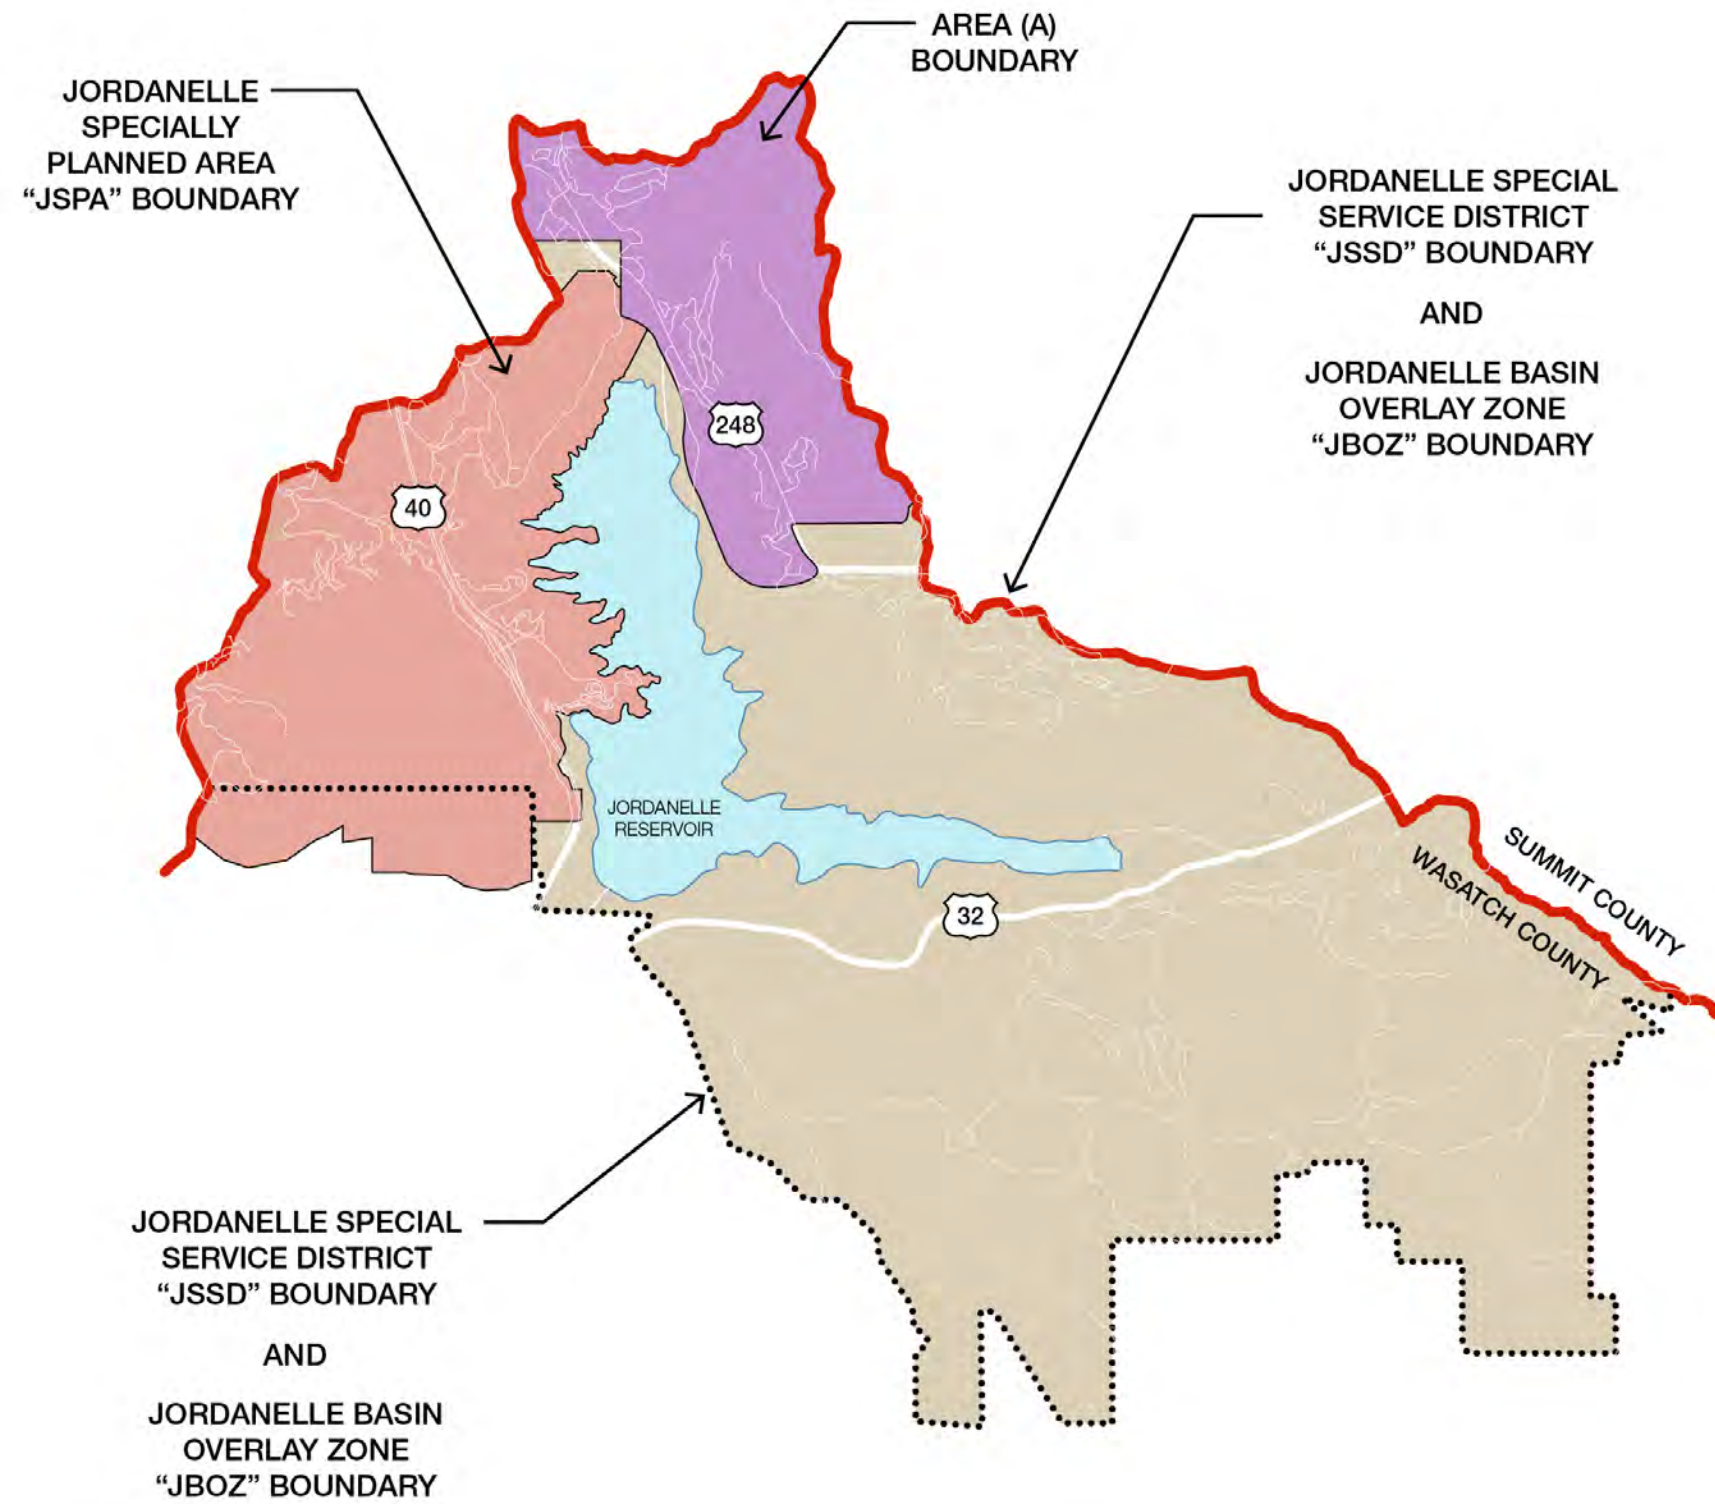 AREA (A)
BOUNDARY
JORDANELLE
SPECIALLY
PLANNED AREA
“JSPA” BOUNDARY
JORDANELLE SPECIAL
SERVICE DISTRICT
“JSSD” BOUNDARY
AND
JORDANELLE BASIN
OVERLAY ZONE
“JBOZ” BOUNDARY
248
40
JORDANELLE
RESERVOIR
32
SUMMIT COUNTY
WASATCH COUNTY
JORDANELLE SPECIAL
SERVICE DISTRICT
“JSSD” BOUNDARY
AND
JORDANELLE BASIN
OVERLAY ZONE
“JBOZ” BOUNDARY